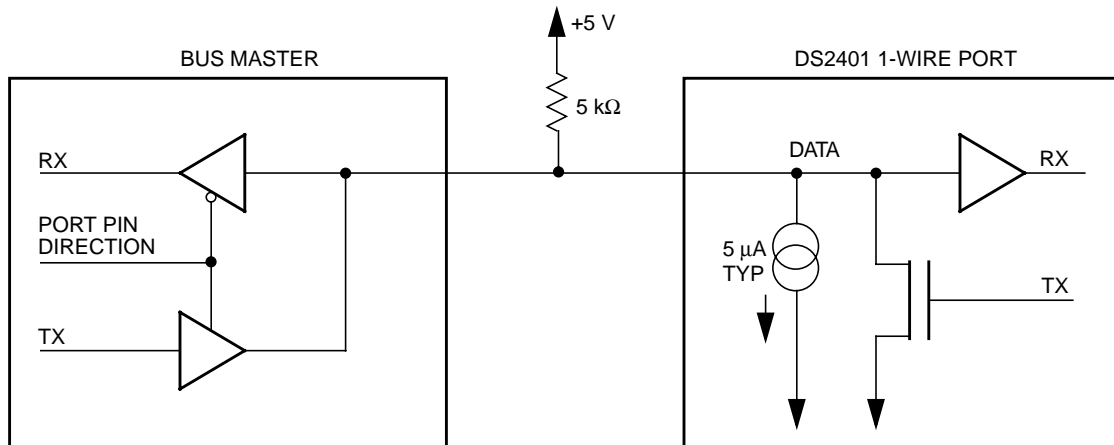 +5 V
BUS MASTER
DS2401 1-WIRE PORT
5 kΩ
RX
DATA
RX
PORT PIN
DIRECTION
5 μA
TYP
TX
TX